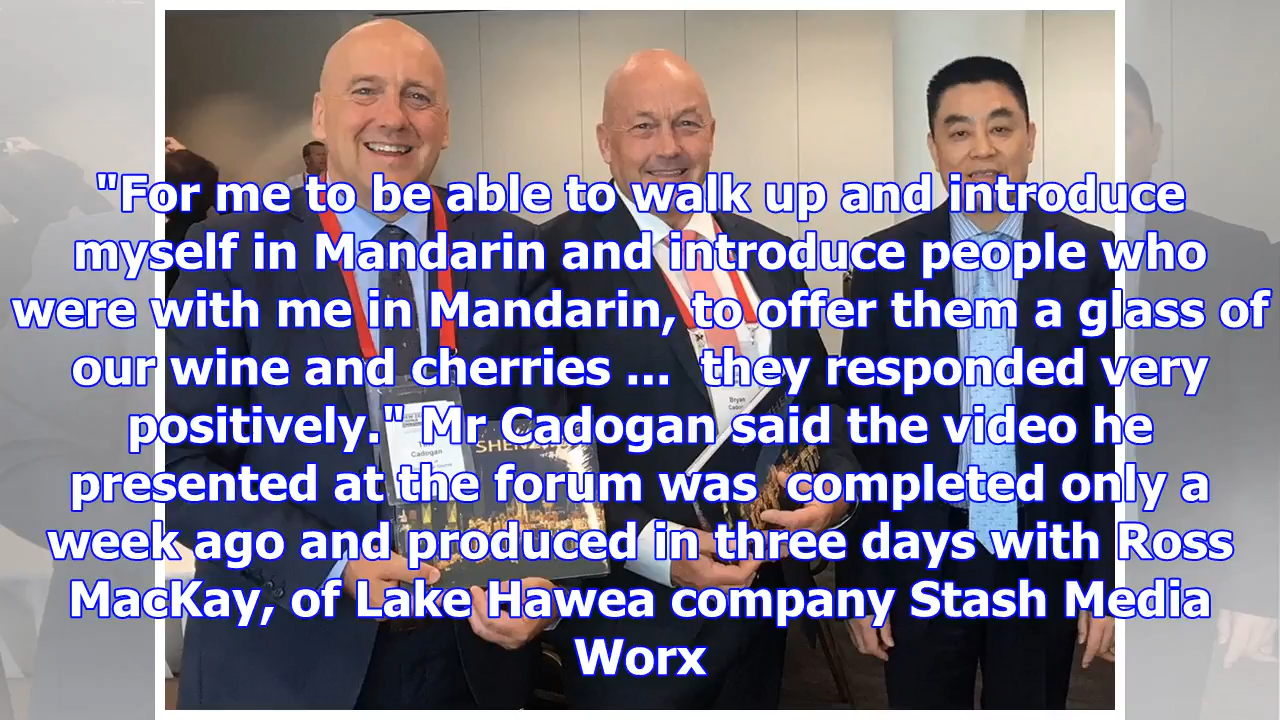 "For me to be able to walk up and introduce
myself in Mandarin and introduce people who
were with me in Mandarin, to offer them a glass of
our wine and cherries ...  they responded very
positively."  Mr Cadogan said the video he
presented at the forum was  completed only a
week ago and produced in three days with Ross
MacKay, of Lake Hawea company Stash Media
Worx
Bryan
Cadogan